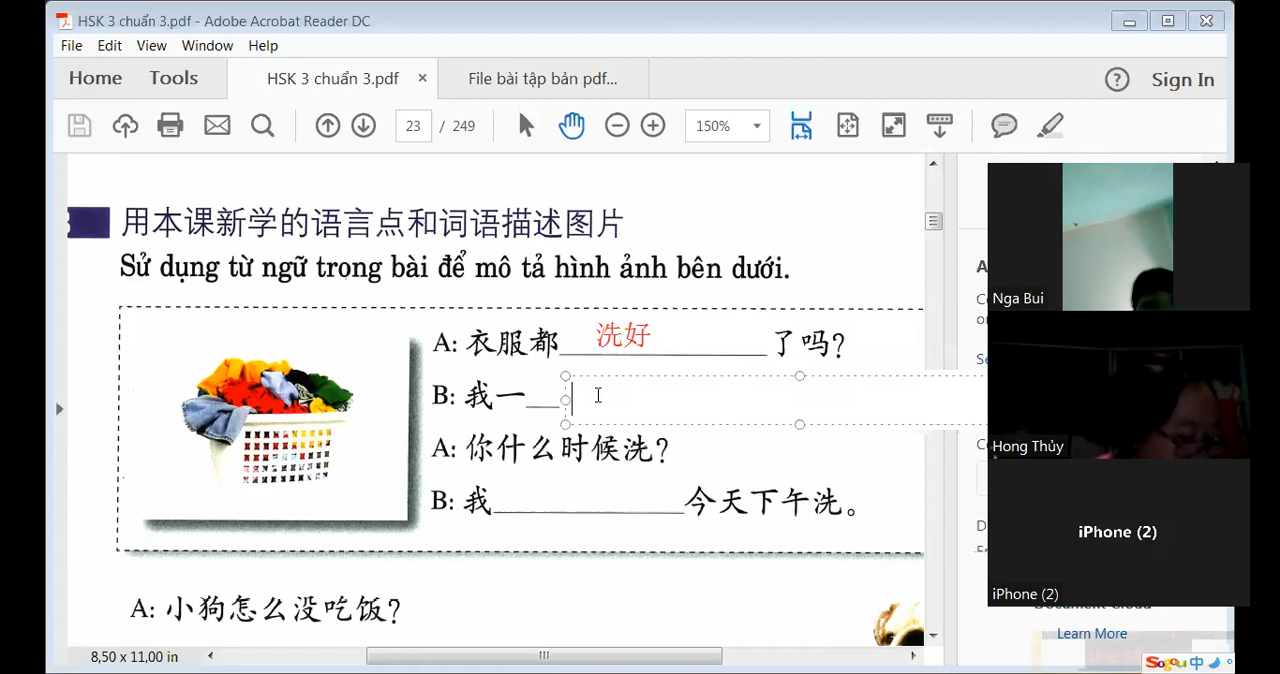 HSK 3 chuẩn 3.pdf - Adobe Acrobat Reader DC
File Edit View Window Help
Home Tools HSK 3 chuẩn 3.pdf × File bài tập bản pdf... ? Sign In
23 / 249 150%
用本课新学的语言点和词语描述图片
Sử dụng từ ngữ trong bài để mô tả hình ảnh bên dưới.
A: 衣服都 洗好 了吗?
B: 我一
A: 你什么时候洗?
B: 我 今天下午洗。
A: 小狗怎么没吃饭?
Nga Bui
Hong Thủy
iPhone (2)
iPhone (2)
Learn More
8,50 x 11,00 in
Sogou 中